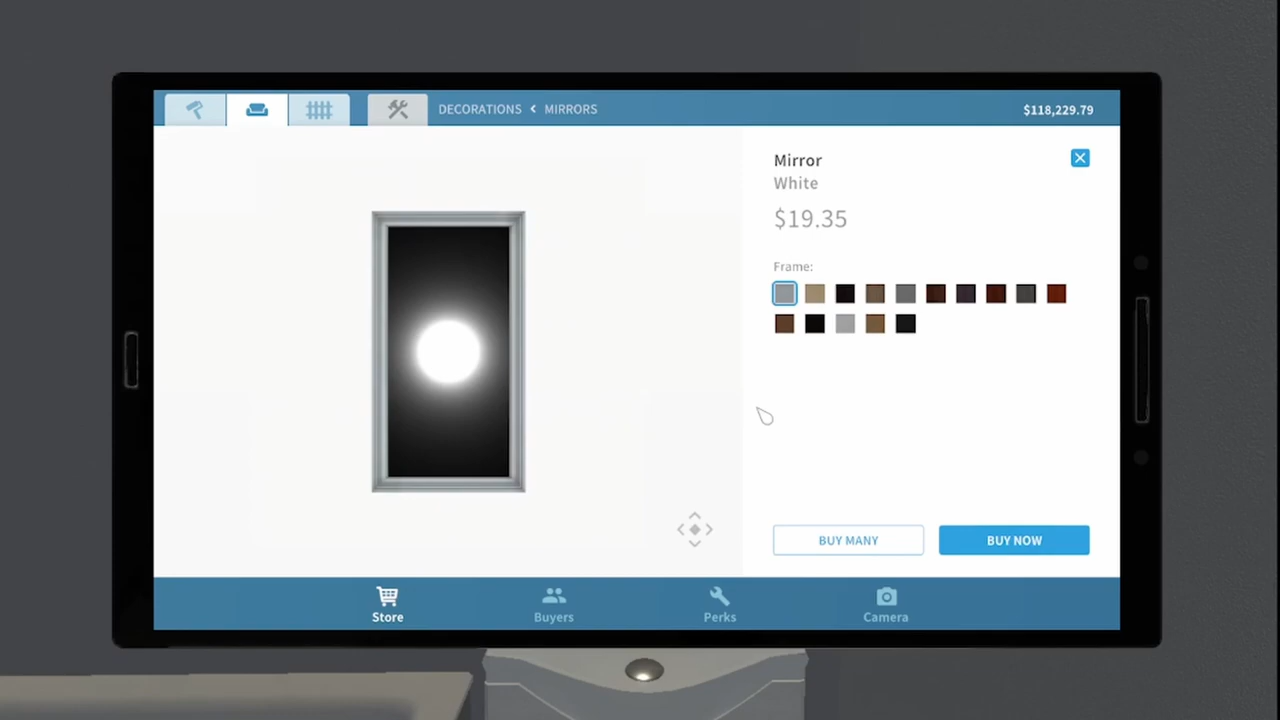 DECORATIONS < MIRRORS
$118,229.79
Mirror
White
$19.35
Frame:
BUY MANY
BUY NOW
Store
Buyers
Perks
Camera